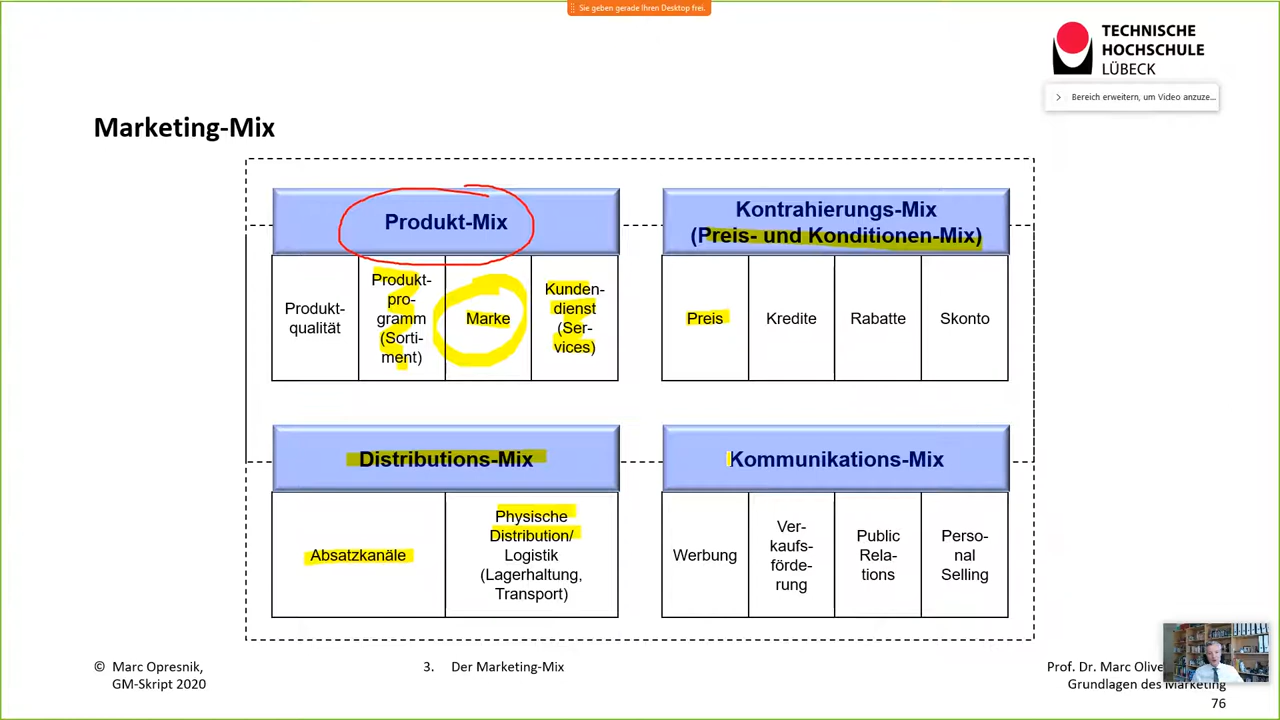 Sie geben gerade Ihren Desktop frei.
TECHNISCHE
HOCHSCHULE
LÜBECK
Bereich erweitern, um Video anzuze...
Marketing-Mix
Produkt-Mix
Produkt-
qualität
Produkt-
pro-
gramm
(Sorti-
ment)
Marke
Kunden-
dienst
(Ser-
vices)
Kontrahierungs-Mix
(Preis- und Konditionen-Mix)
Preis
Kredite
Rabatte
Skonto
Distributions-Mix
Absatzkanäle
Physische
Distribution/
Logistik
(Lagerhaltung,
Transport)
Kommunikations-Mix
Werbung
Ver-
kaufs-
förde-
rung
Public
Rela-
tions
Perso-
nal
Selling
© Marc Opresnik,
GM-Skript 2020
3. Der Marketing-Mix
Prof. Dr. Marc
Grundlagen des Marketing
76